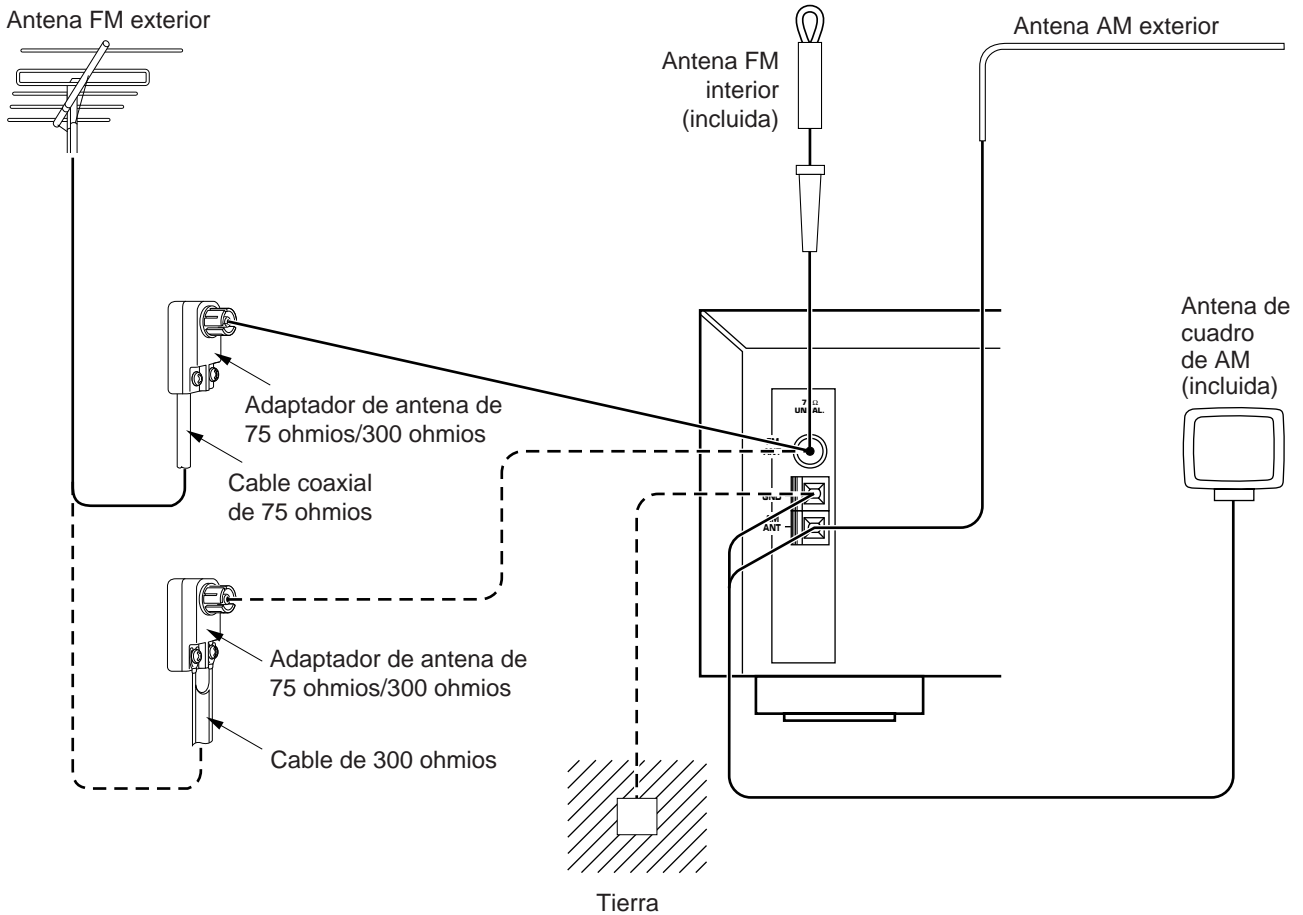 Antena FM exterior
Antena FM
interior
(incluida)
Antena AM exterior
Antena de
cuadro
de AM
(incluida)
Adaptador de antena de
75 ohmios/300 ohmios
Cable coaxial
de 75 ohmios
GND
ANT
Adaptador de antena de
75 ohmios/300 ohmios
Cable de 300 ohmios
Tierra